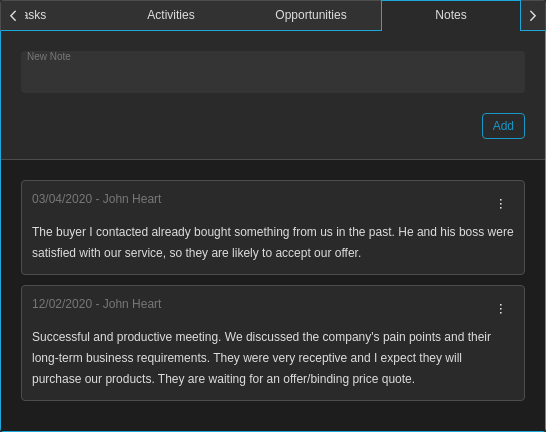 asks Activities Opportunities Notes
New Note
Add
03/04/2020 - John Heart
The buyer I contacted already bought something from us in the past. He and his boss were
satisfied with our service, so they are likely to accept our offer.
12/02/2020 - John Heart
Successful and productive meeting. We discussed the company's pain points and their
long-term business requirements. They were very receptive and I expect they will
purchase our products. They are waiting for an offer/binding price quote.